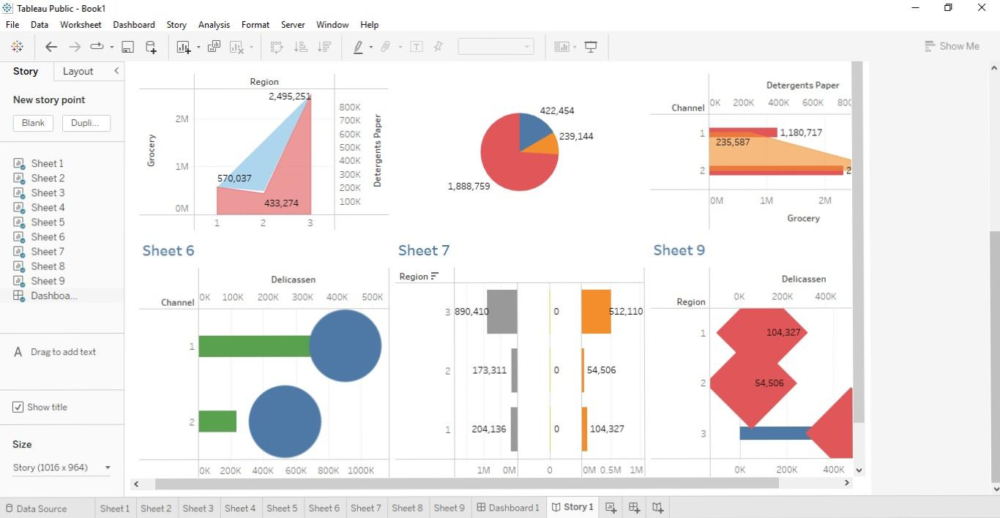 Tableau Public - Book1
File Data Worksheet Dashboard Story Analysis Format Server Window Help
Show Me
Story Layout
New story point
Blank Dupli...
Sheet 1
Sheet 2
Sheet 3
Sheet 4
Sheet 5
Sheet 6
Sheet 7
Sheet 8
Sheet 9
Dashboa...
A Drag to add text
Show title
Size
Story (1016 x 964)
Region
2,495,251
2M
1M
0M
Grocery
570,037
433,274
1 2 3
800K
700K
600K
500K
400K
300K
200K
100K
Detergents Paper
422,454
239,144
1,888,759
Detergents Paper
Channel 0K 200K 400K 600K 800
1 1,180,717
235,587
2 2
0M 1M 2M
Grocery
Sheet 6
Delicassen
Channel 0K 100K 200K 300K 400K 500K
1
2
0K 200K 400K 600K 800K 1000K
Sheet 7
Region
3 890,410 0 512,110
2 173,311 0 54,506
1 204,136 0 104,327
1M 0M 0 0M 0.5M 1M
Sheet 9
Delicassen
Region 0K 200K 400K
1 104,327
2 54,506
3
0K 200K 400K
Data Source Sheet 1 Sheet 2 Sheet 3 Sheet 4 Sheet 5 Sheet 6 Sheet 7 Sheet 8 Sheet 9 Dashboard 1 Story 1